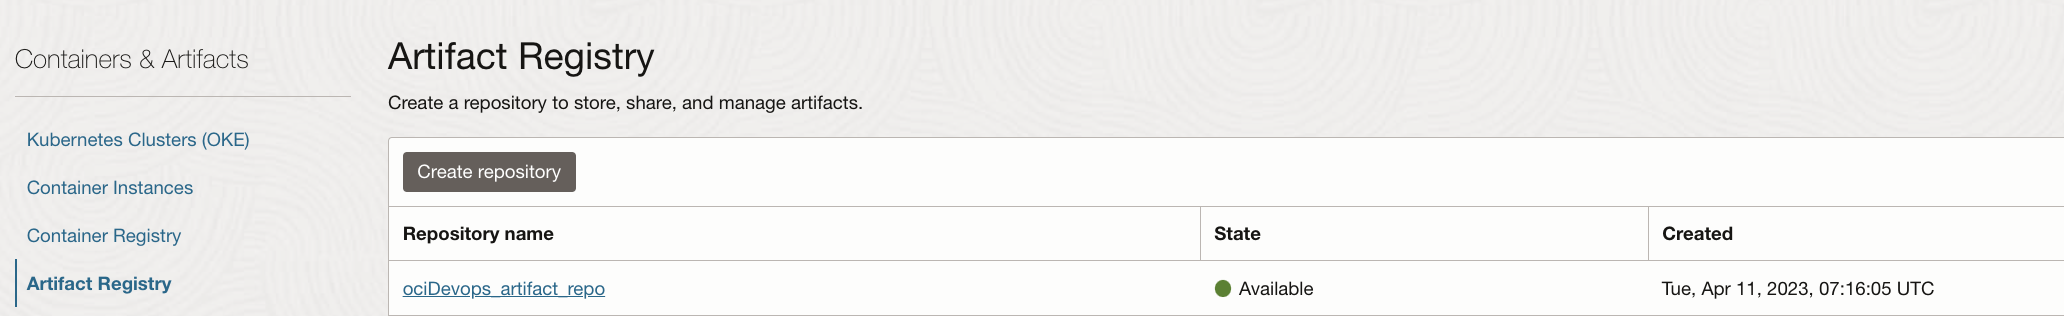 Containers & Artifacts
Kubernetes Clusters (OKE)
Container Instances
Container Registry
Artifact Registry
Artifact Registry
Create a repository to store, share, and manage artifacts.
Create repository
Repository name State Created
ociDevops_artifact_repo Available Tue, Apr 11, 2023, 07:16:05 UTC